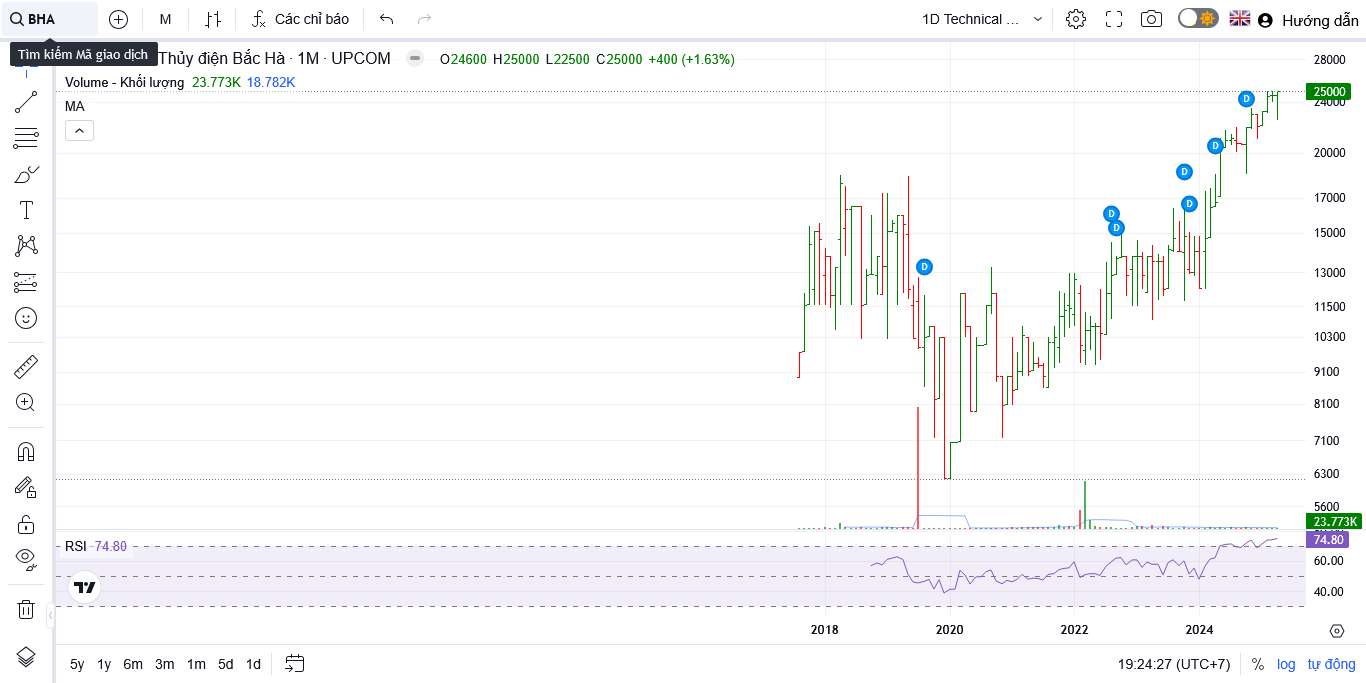 BHA
M
Các chỉ báo
1D Technical ...
Hướng dẫn
Tìm kiếm Mã giao dịch
Thủy điện Bắc Hà · 1M · UPCOM
O24600 H25000 L22500 C25000 +400 (+1.63%)
Volume - Khối lượng 23.773K 18.782K
MA
28000
25000
24000
20000
17000
15000
13000
11500
10300
9100
8100
7100
6300
5600
23.773K
D
D
D
D
D
D
D
RSI 74.80
74.80
60.00
40.00
2018 2020 2022 2024
5y 1y 6m 3m 1m 5d 1d
19:24:27 (UTC+7) % log tự động